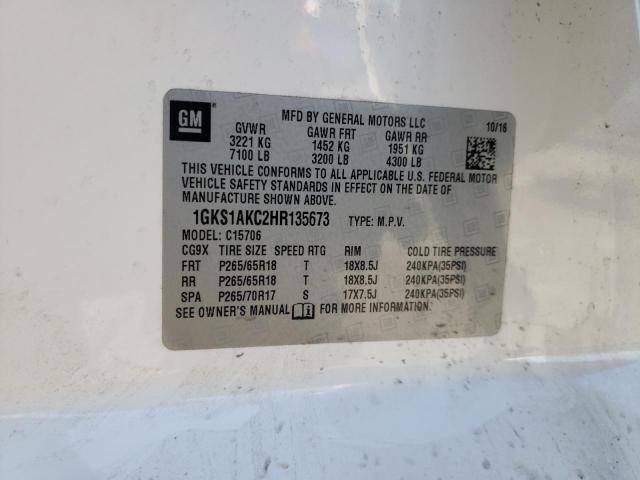 GM ®
MFD BY GENERAL MOTORS LLC
10/16
GVWR GAWR FRT GAWR RR
3221 KG 1452 KG 1951 KG
7100 LB 3200 LB 4300 LB
THIS VEHICLE CONFORMS TO ALL APPLICABLE U.S. FEDERAL MOTOR
VEHICLE SAFETY STANDARDS IN EFFECT ON THE DATE OF
MANUFACTURE SHOWN ABOVE.
1GKS1AKC2HR135673 TYPE: M.P.V.
MODEL: C15706
CG9X TIRE SIZE SPEED RTG RIM COLD TIRE PRESSURE
FRT P265/65R18 T 18X8.5J 240KPA(35PSI)
RR P265/65R18 T 18X8.5J 240KPA(35PSI)
SPA P265/70R17 S 17X7.5J 240KPA(35PSI)
SEE OWNER'S MANUAL FOR MORE INFORMATION.